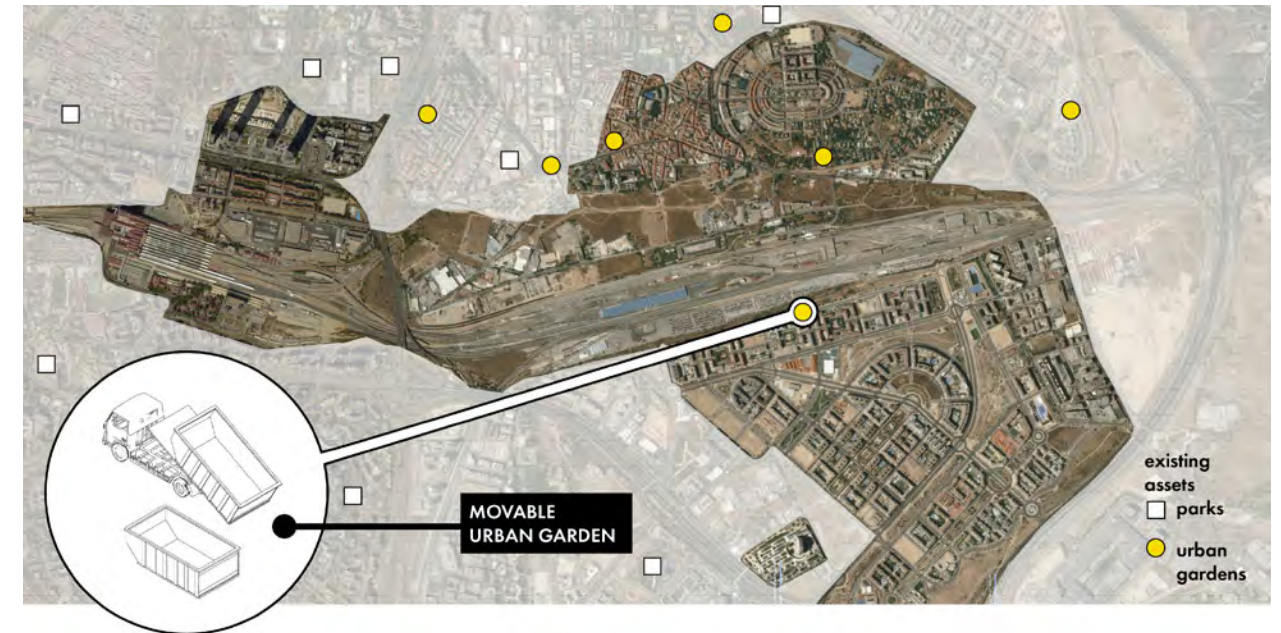 MOVABLE
URBAN GARDEN
existing
assets
parks
urban
gardens